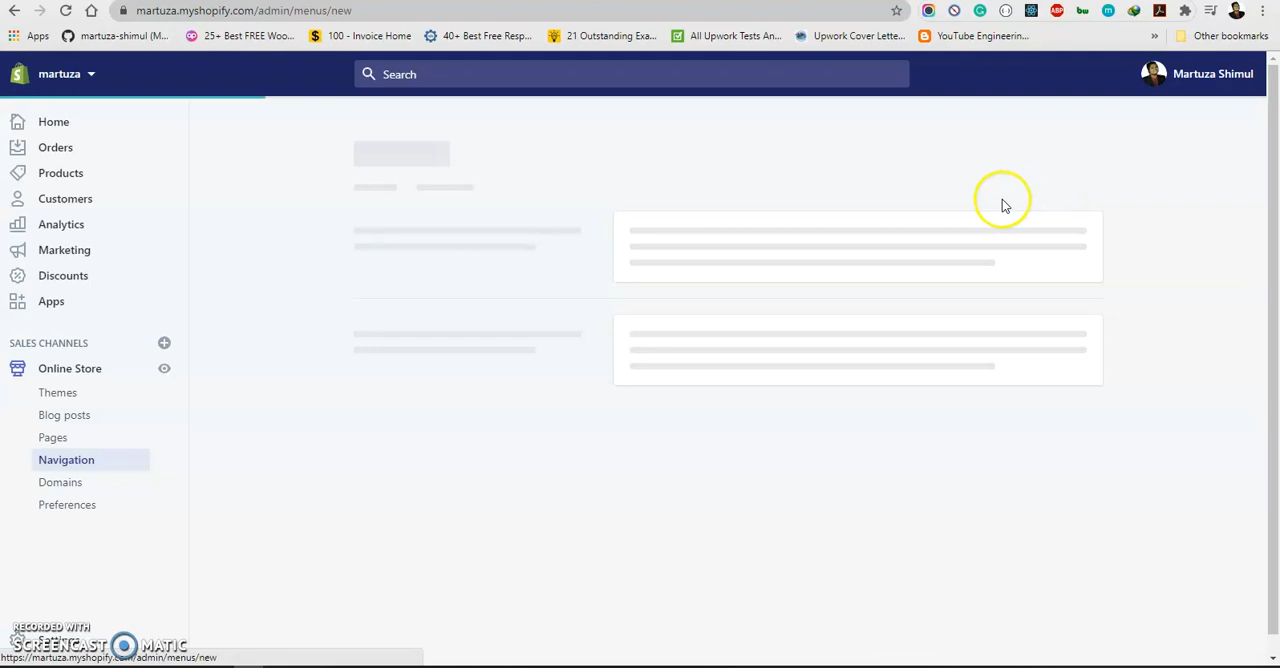 martuza.myshopify.com/admin/menus/new
Apps
martuza-shimul (M...
25+ Best FREE Woo...
100 - Invoice Home
40+ Best Free Resp...
21 Outstanding Exa...
All Upwork Tests An...
Upwork Cover Lette...
YouTube Engineerin...
»
Other bookmarks
martuza
Search
Martuza Shimul
Home
Orders
Products
Customers
Analytics
Marketing
Discounts
Apps
SALES CHANNELS
Online Store
Themes
Blog posts
Pages
Navigation
Domains
Preferences
RECORDED WITH
Settings
SCREENCAST MATIC
https://martuza.myshopify.com/admin/menus/new